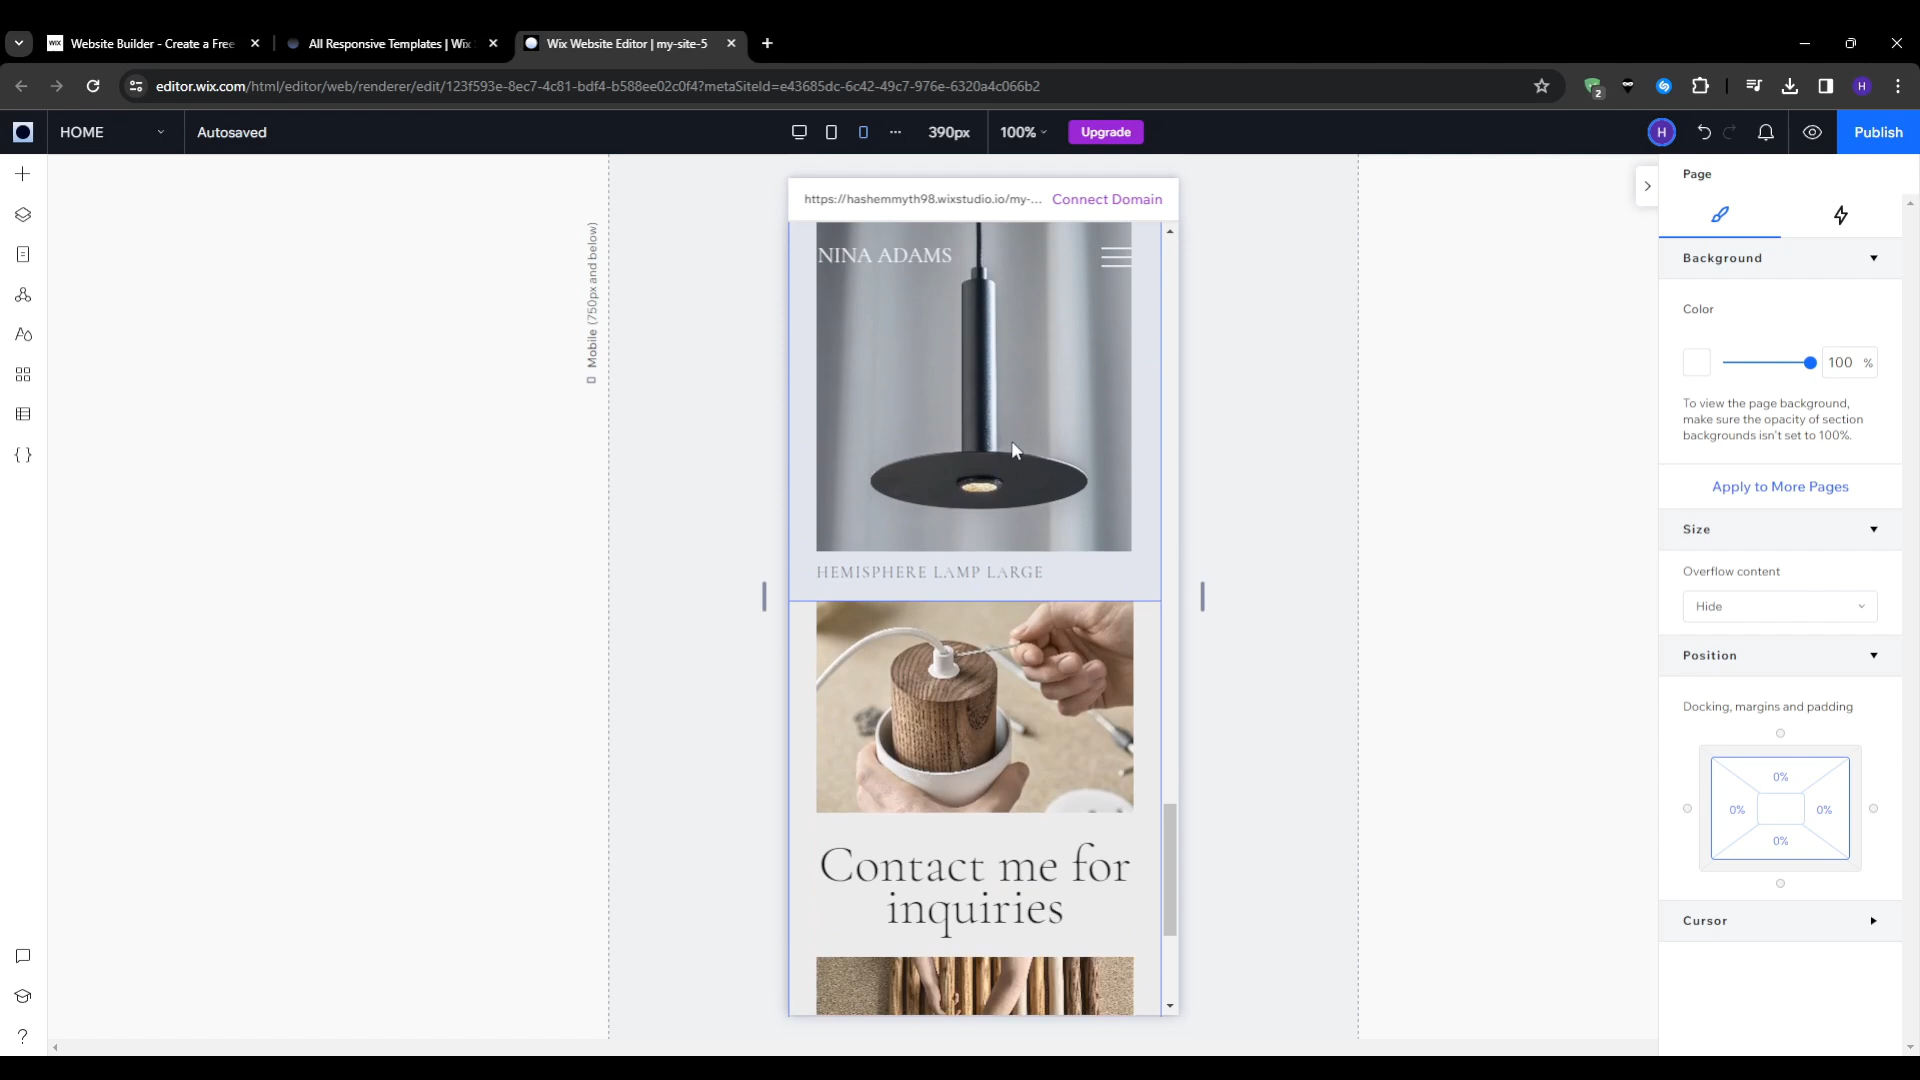 WiX Website Builder - Create a Free
All Responsive Templates | Wix
Wix Website Editor | my-site-5
editor.wix.com/html/editor/web/renderer/edit/123f593e-8ec7-4c81-bdf4-b588ee02c0f4?metaSiteId=e43685dc-6c42-49c7-976e-6320a4c066b2
2
H
HOME
Autosaved
390px
100%
Upgrade
H
Publish
https://hashemmyth98.wixstudio.io/my-...
Connect Domain
Mobile (750px and below)
NINA ADAMS
HEMISPHERE LAMP LARGE
Contact me for
inquiries
Page
Background
Color
100 %
To view the page background,
make sure the opacity of section
backgrounds isn't set to 100%.
Apply to More Pages
Size
Overflow content
Hide
Position
Docking, margins and padding
0%
0%
0%
0%
Cursor
?